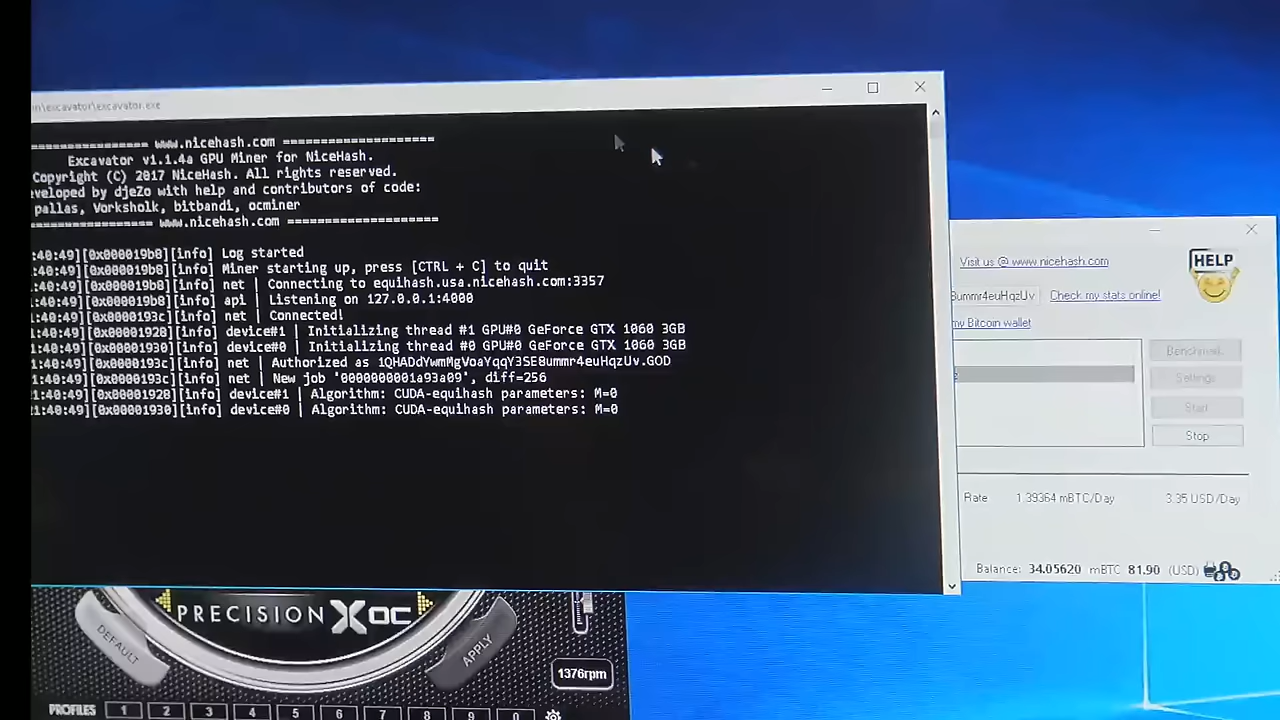 n\excavator\excavator.exe
=============== www.nicehash.com ===================
Excavator v1.1.4a GPU Miner for NiceHash.
Copyright (C) 2017 NiceHash. All rights reserved.
eveloped by djeZo with help and contributors of code:
pallas, Vorksholk, bitbandi, ocminer
================ www.nicehash.com ===================
:40:49][0x000019b8][info] Log started
:40:49][0x000019b8][info] Miner starting up, press [CTRL + C] to quit
:40:49][0x000019b8][info] net | Connecting to equihash.usa.nicehash.com:3357
:40:49][0x000019b8][info] api | Listening on 127.0.0.1:4000
:40:49][0x0000193c][info] net | Connected!
:40:49][0x00001928][info] device#1 | Initializing thread #1 GPU#0 GeForce GTX 1060 3GB
:40:49][0x00001930][info] device#0 | Initializing thread #0 GPU#0 GeForce GTX 1060 3GB
:40:49][0x0000193c][info] net | Authorized as 1QHADdYwmMgVoaYqqY3SE8ummr4euHqzUv.GOD
:40:49][0x0000193c][info] net | New job '0000000001a93a09', diff=256
1:40:49][0x00001928][info] device#1 | Algorithm: CUDA-equihash parameters: M=0
1:40:49][0x00001930][info] device#0 | Algorithm: CUDA-equihash parameters: M=0
Visit us @ www.nicehash.com
HELP
8ummr4euHqzUv
Check my stats online!
my Bitcoin wallet
Benchmark
Settings
Start
Stop
Rate 1.39364 mBTC/Day 3.35 USD/Day
Balance: 34.05620 mBTC 81.90 (USD)
PRECISION XOC
DEFAULT
APPLY
1376rpm
PROFILES 1 2 3 4 5 6 7 8 9 0